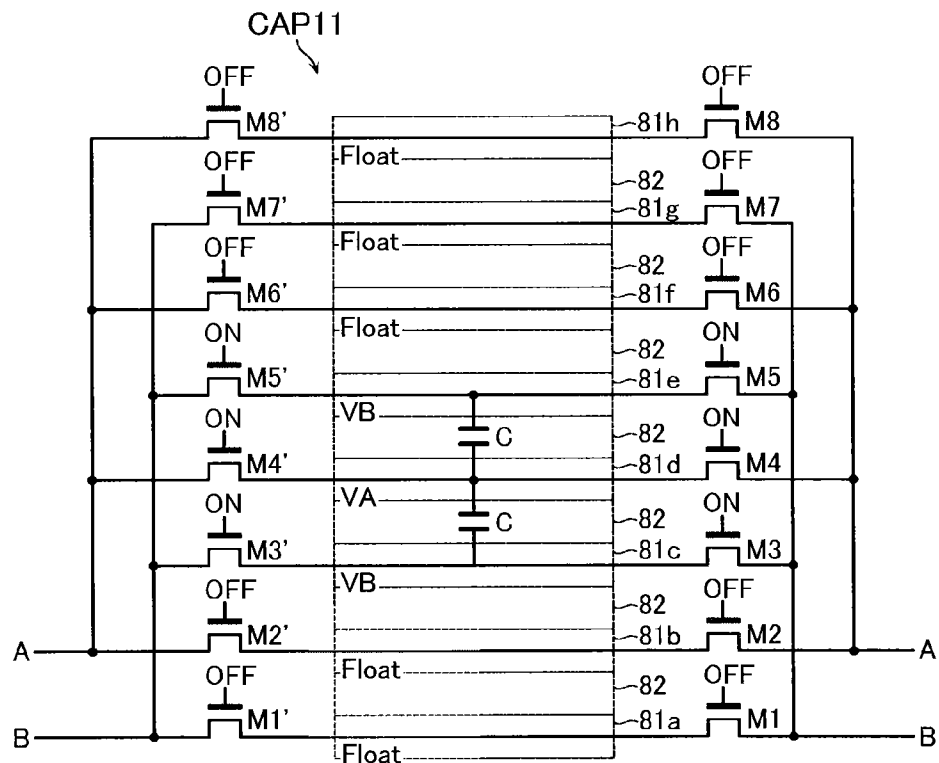 CAP11
OFF OFF
M8' 81h M8
Float
OFF 82 OFF
M7' 81g M7
Float
OFF 82 OFF
M6' 81f M6
Float
ON 82 ON
M5' 81e M5
VB
ON C 82 ON
M4' 81d M4
VA
ON C 82 ON
M3' 81c M3
VB
OFF 82 OFF
M2' 81b M2
A A
Float
OFF 82 OFF
M1' 81a M1
B B
Float